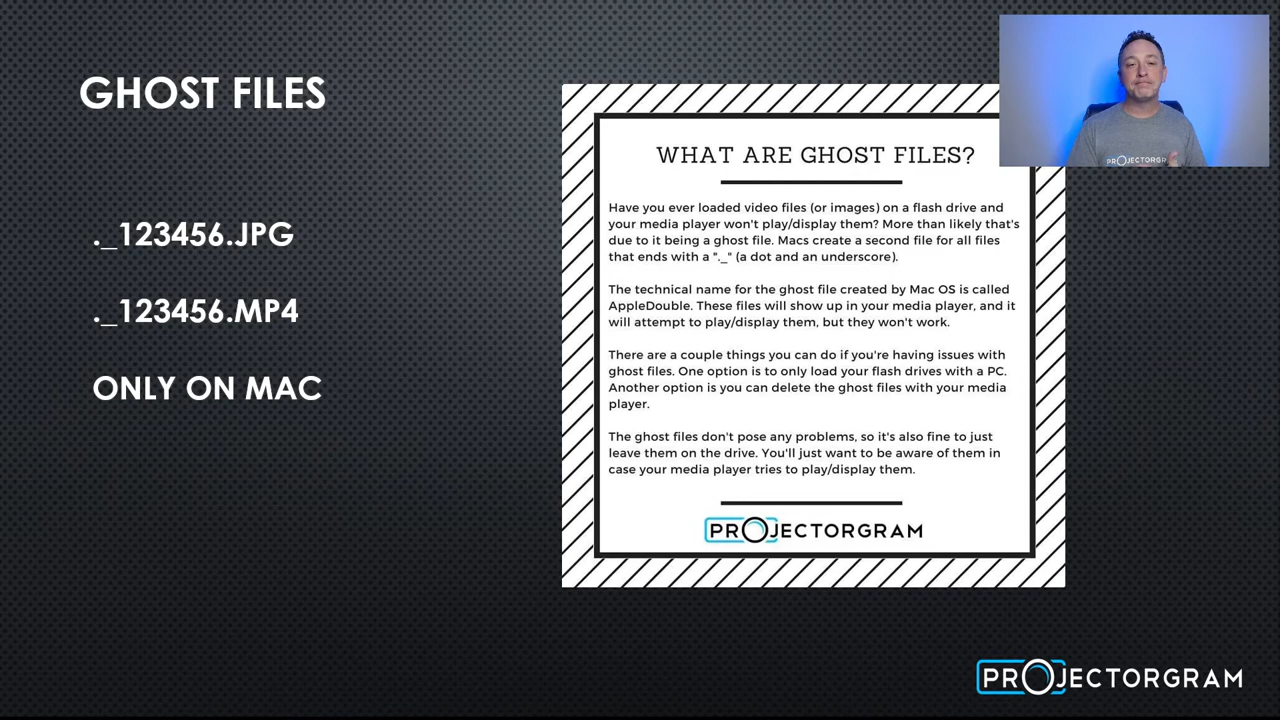 GHOST FILES
._123456.JPG
._123456.MP4
ONLY ON MAC
WHAT ARE GHOST FILES?
Have you ever loaded video files (or images) on a flash drive and
your media player won't play/display them? More than likely that's
due to it being a ghost file. Macs create a second file for all files
that ends with a "._" (a dot and an underscore).
The technical name for the ghost file created by Mac OS is called
AppleDouble. These files will show up in your media player, and it
will attempt to play/display them, but they won't work.
There are a couple things you can do if you're having issues with
ghost files. One option is to only load your flash drives with a PC.
Another option is you can delete the ghost files with your media
player.
The ghost files don't pose any problems, so it's also fine to just
leave them on the drive. You'll just want to be aware of them in
case your media player tries to play/display them.
PROJECTORGRAM
PROJECTORGR
PROJECTORGRAM